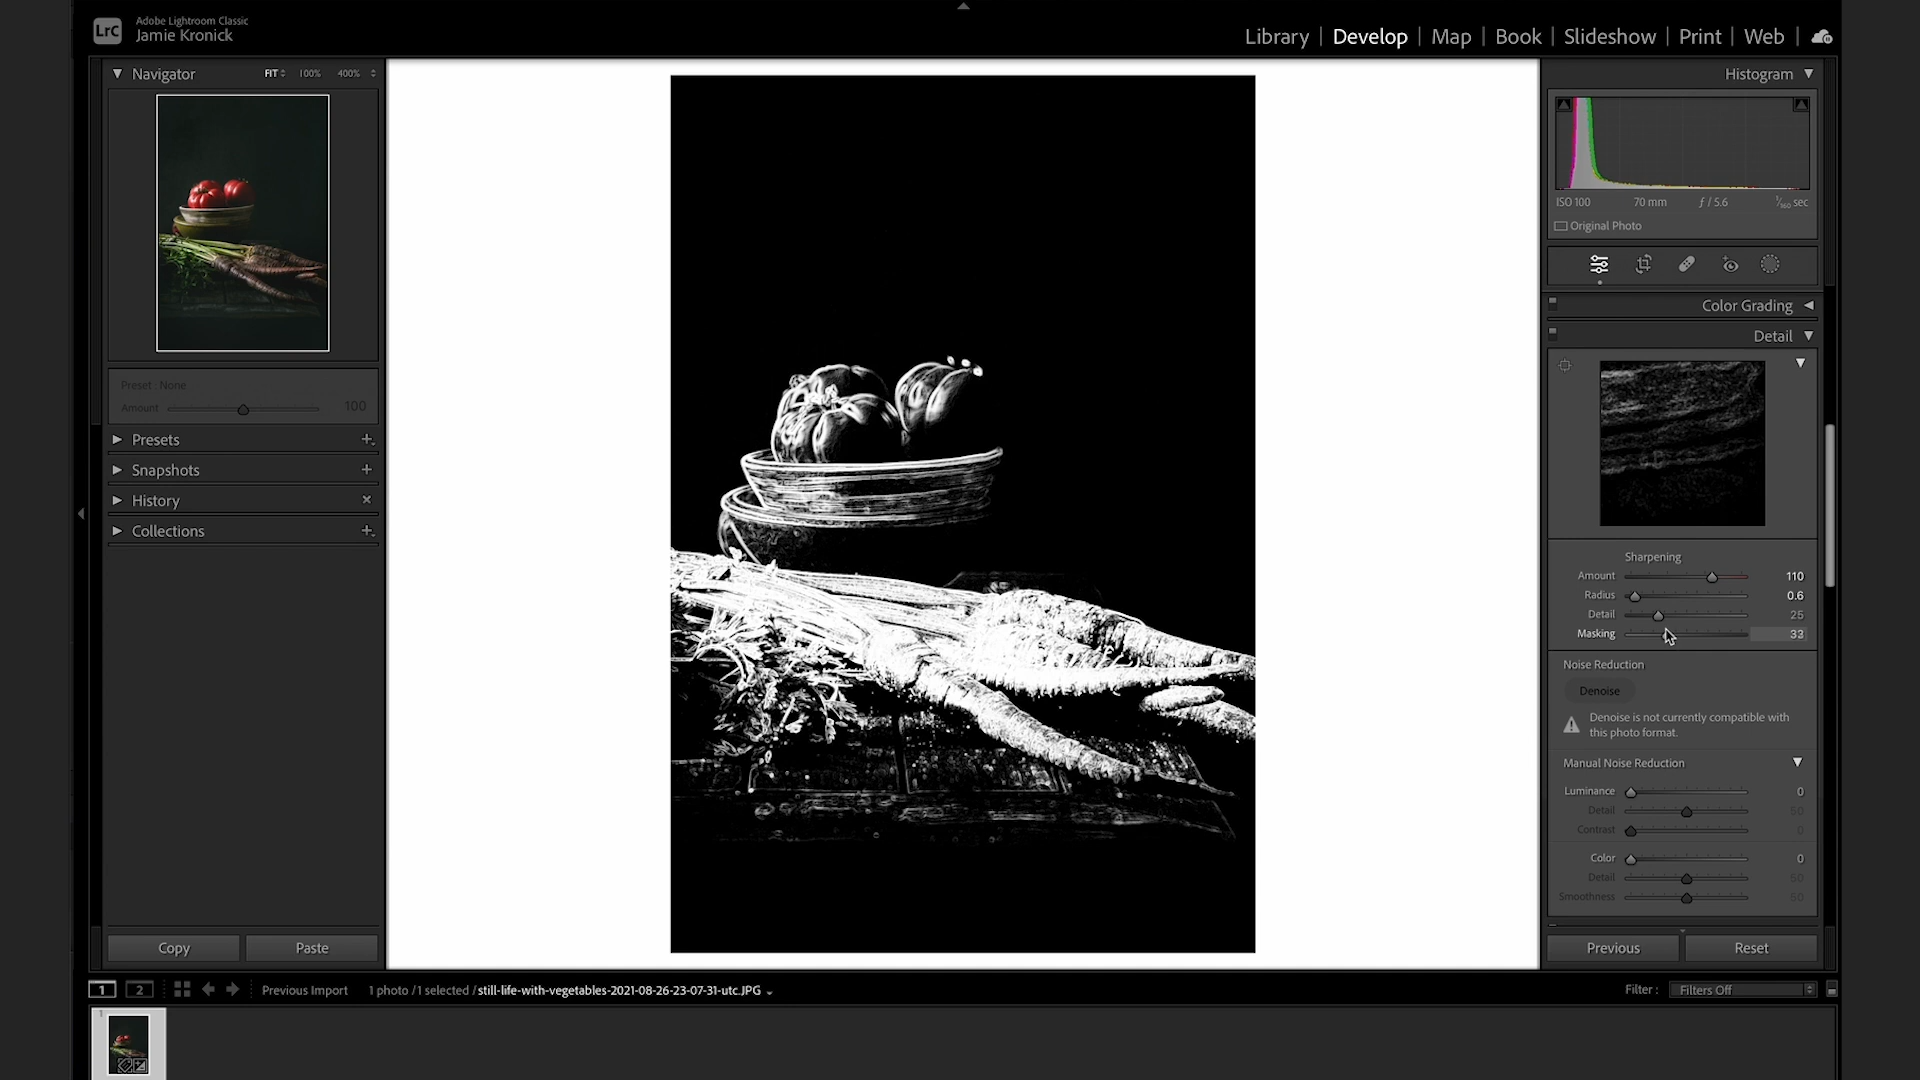 LrC
Adobe Lightroom Classic
Jamie Kronick
Library | Develop | Map | Book | Slideshow | Print | Web |
Navigator FIT 100% 400%
Preset : None
Amount 100
Presets
Snapshots
History
Collections
Copy Paste
Histogram
ISO 100 70 mm ƒ / 5.6 1/160 sec
Original Photo
Color Grading
Detail
Sharpening
Amount 110
Radius 0.6
Detail 25
Masking 33
Noise Reduction
Denoise
Denoise is not currently compatible with
this photo format.
Manual Noise Reduction
Luminance 0
Detail 50
Contrast 0
Color 0
Detail 50
Smoothness 50
Previous Reset
1 2 Previous Import 1 photo / 1 selected / still-life-with-vegetables-2021-08-26-23-07-31-utc.JPG
Filter : Filters Off
1